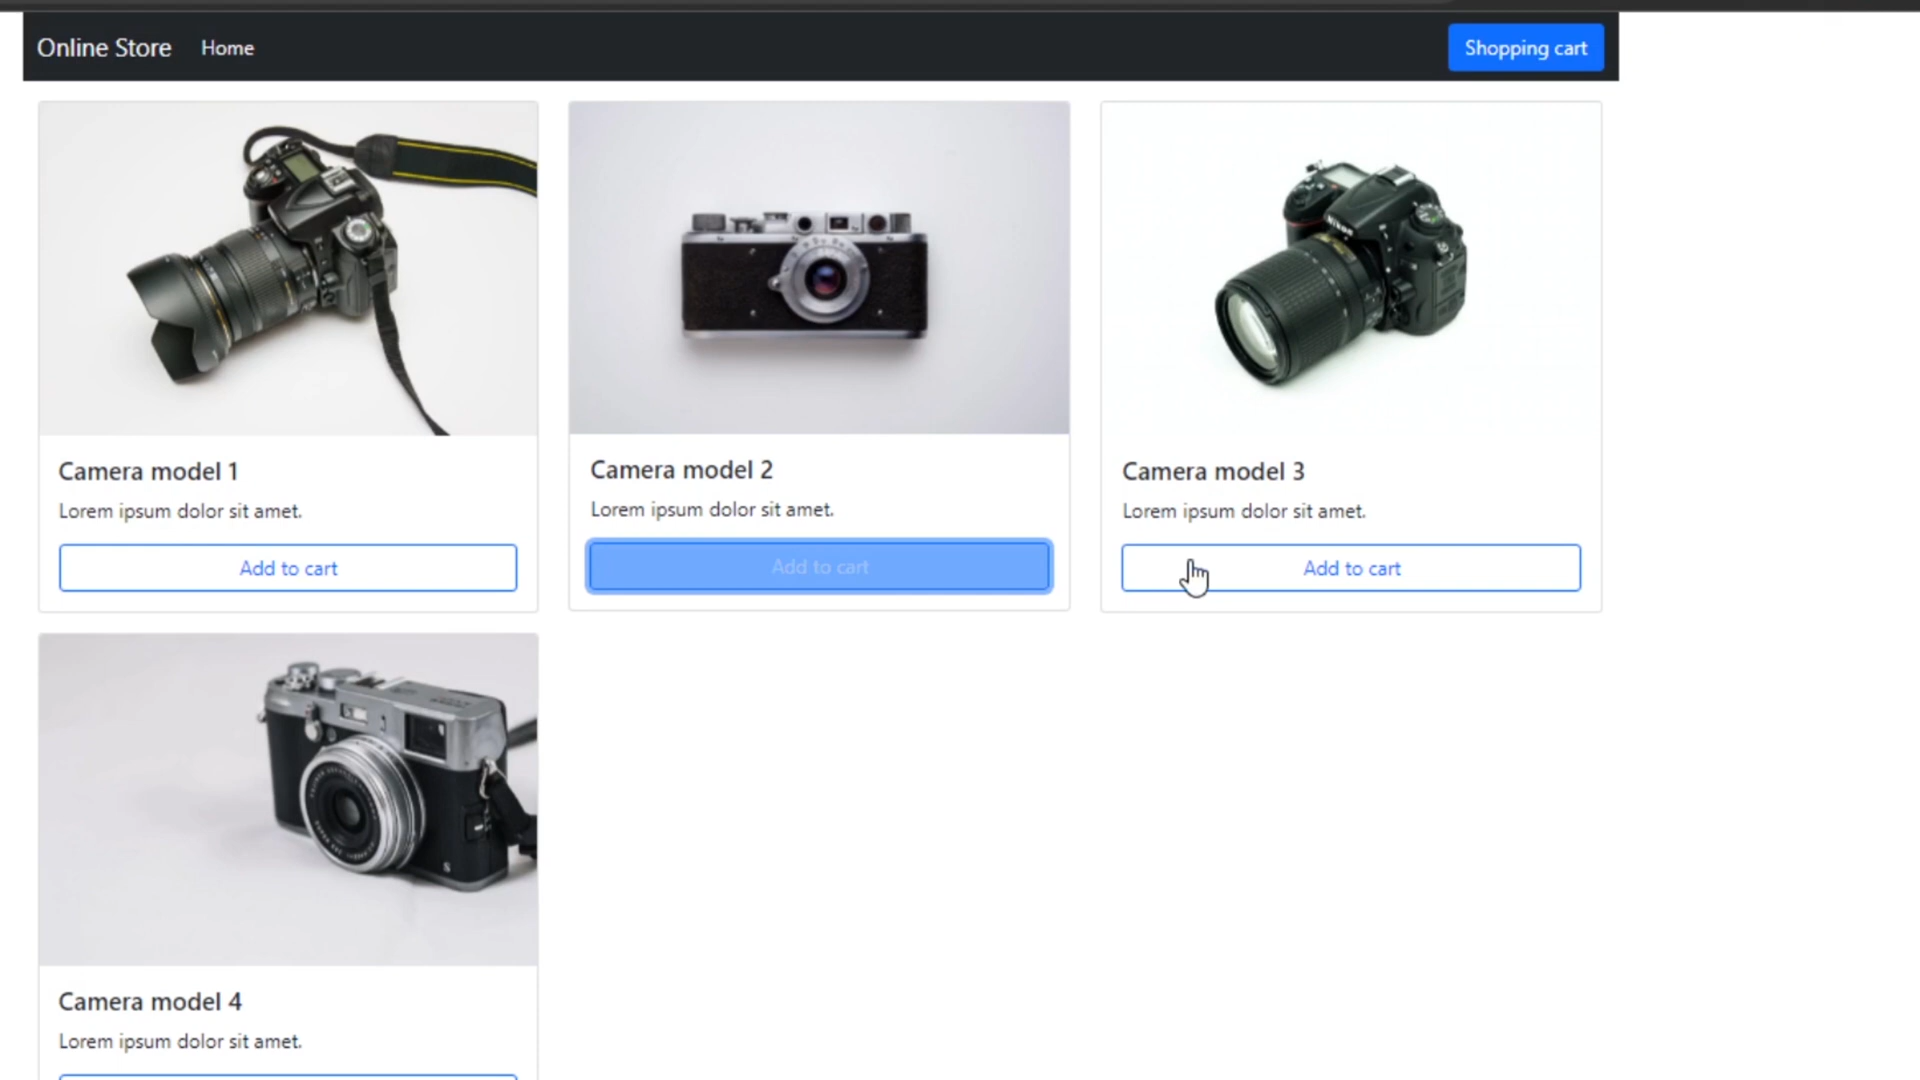 Online Store Home Shopping cart
Nikon
Camera model 1
Lorem ipsum dolor sit amet.
Add to cart
Camera model 2
Lorem ipsum dolor sit amet.
Add to cart
Camera model 3
Lorem ipsum dolor sit amet.
Add to cart
Camera model 4
Lorem ipsum dolor sit amet.